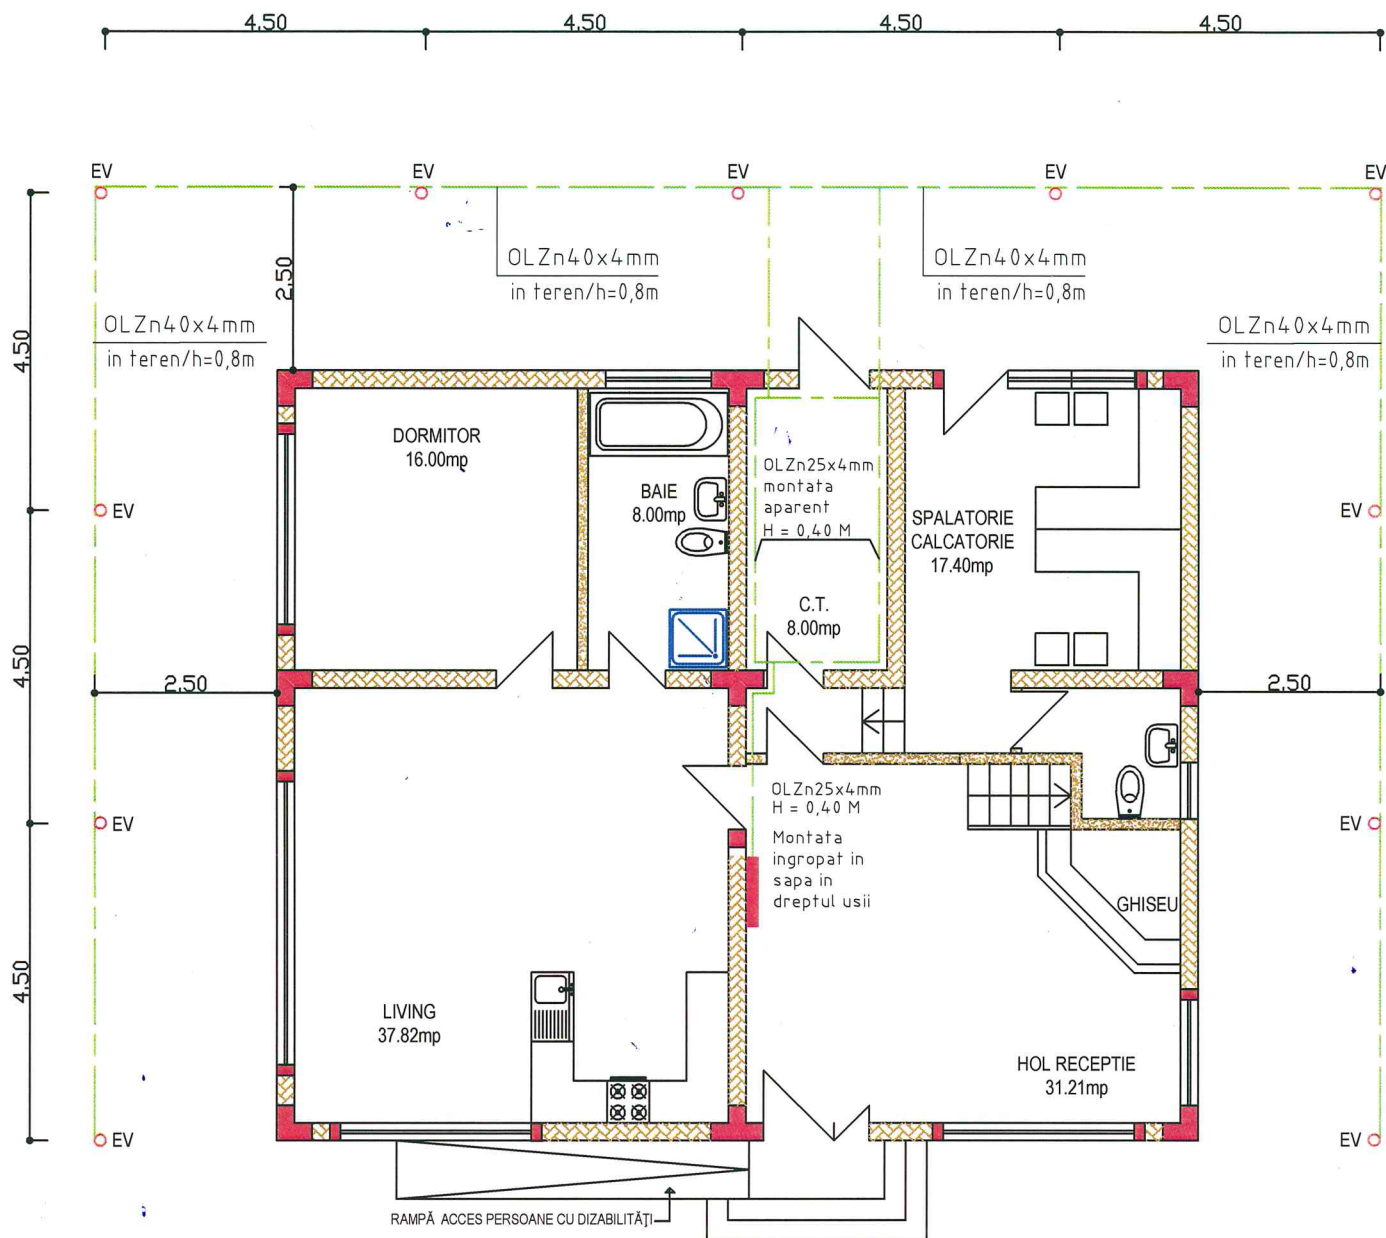 4,50 4,50 4,50 4,50
EV EV EV EV EV
2,50
OLZn40x4mm
in teren/h=0,8m
OLZn40x4mm
in teren/h=0,8m
4,50
OLZn40x4mm
in teren/h=0,8m
OLZn40x4mm
in teren/h=0,8m
DORMITOR
16.00mp
BAIE
8.00mp
OLZn25x4mm
montata
aparent
H = 0,40 M
EV
EV
SPALATORIE
CALCATORIE
17.40mp
C.T.
8.00mp
4,50
2,50
2,50
OLZn25x4mm
H = 0,40 M
Montata
ingropat in
sapa in
dreptul usii
EV
EV
GHISEU
4,50
LIVING
37.82mp
HOL RECEPTIE
31.21mp
EV
EV
RAMPĂ ACCES PERSOANE CU DIZABILITĂŢI